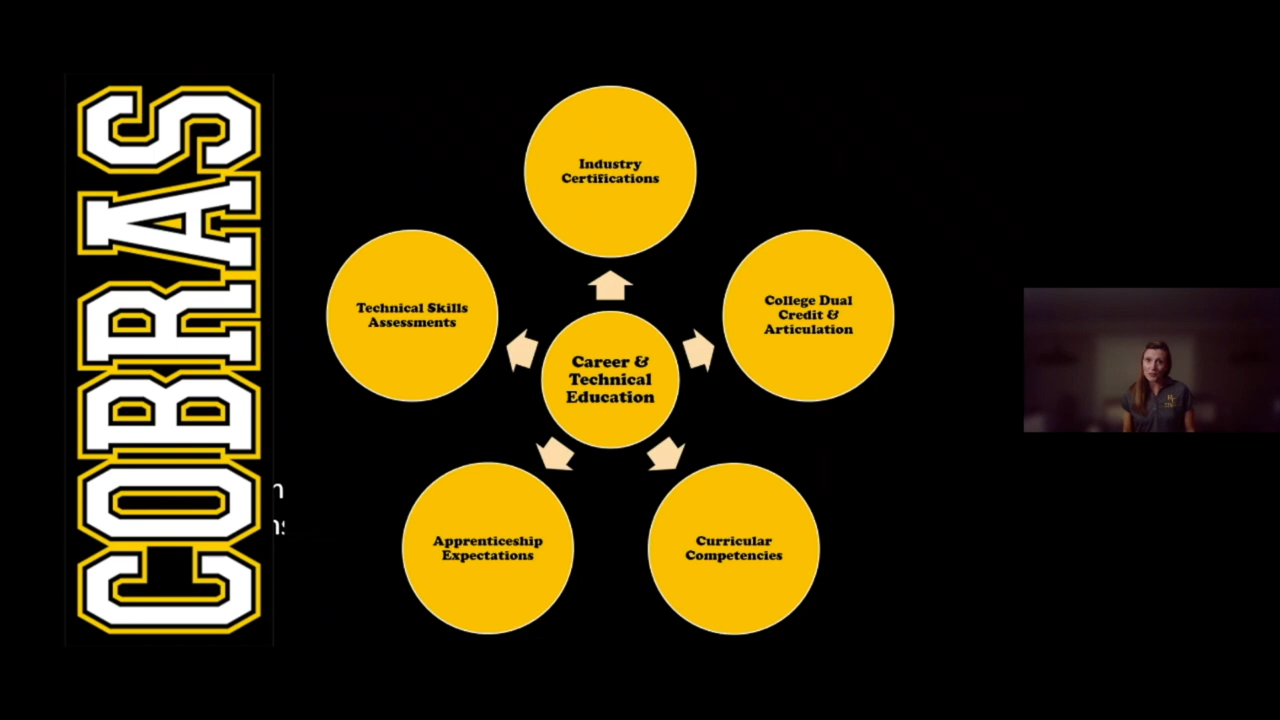 COBRAS
Industry
Certifications
Technical Skills
Assessments
College Dual
Credit &
Articulation
Career &
Technical
Education
Apprenticeship
Expectations
Curricular
Competencies